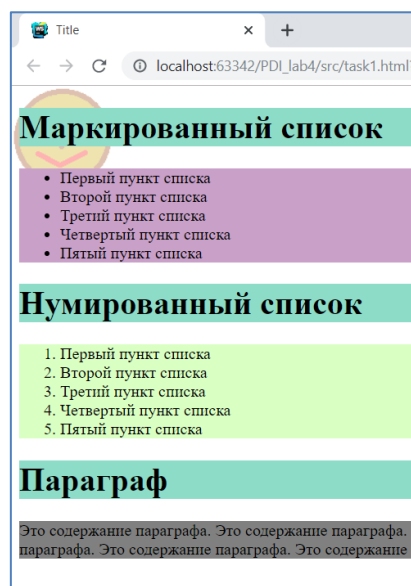 Title
localhost:63342/PDI_lab4/src/task1.html
Маркированный список
Первый пункт списка
Второй пункт списка
Третий пункт списка
Четвертый пункт списка
Пятый пункт списка
Нумированный список
1. Первый пункт списка
2. Второй пункт списка
3. Третий пункт списка
4. Четвертый пункт списка
5. Пятый пункт списка
Параграф
Это содержание параграфа. Это содержание параграфа.
параграфа. Это содержание параграфа. Это содержание